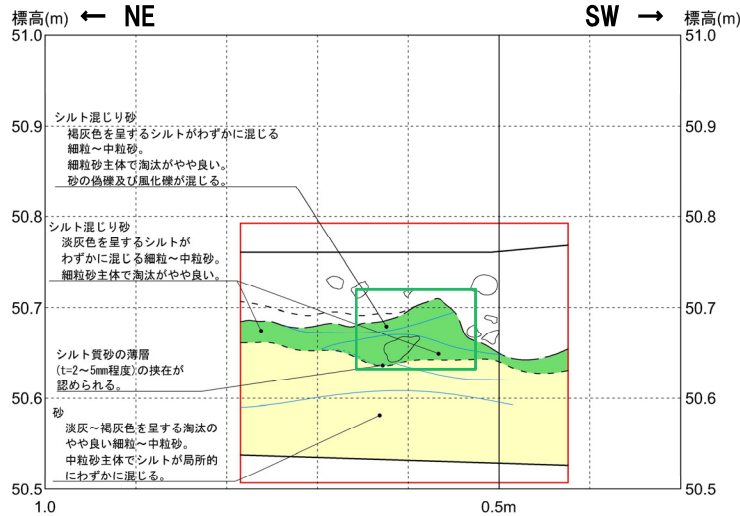 標高(m) ← NE SW → 標高(m)
51.0 51.0
50.9 50.9
シルト混じり砂
褐灰色を呈するシルトがわずかに混じる
細粒～中粒砂。
細粒砂主体で淘汰がやや良い。
砂の偽礫及び風化礫が混じる。
50.8 50.8
シルト混じり砂
淡灰色を呈するシルトが
わずかに混じる細粒～中粒砂。
細粒砂主体で淘汰がやや良い。
50.7 50.7
シルト質砂の薄層
(t=2～5mm程度)の挟在が
認められる。
50.6 50.6
砂
淡灰～褐灰色を呈する淘汰の
やや良い細粒～中粒砂。
中粒砂主体でシルトが局所的
にわずかに混じる。
50.5 50.5
1.0 0.5m